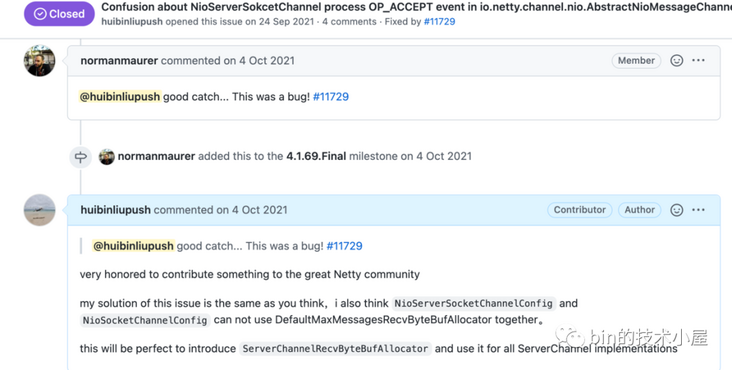 Closed
Confusion about NioServerSokcetChannel process OP_ACCEPT event in io.netty.channel.nio.AbstractNioMessageChann
huibinliupush opened this issue on 24 Sep 2021 · 4 comments · Fixed by #11729
normanmaurer commented on 4 Oct 2021
Member
@huibinliupush good catch... This was a bug! #11729
normanmaurer added this to the 4.1.69.Final milestone on 4 Oct 2021
huibinliupush commented on 4 Oct 2021
Contributor
Author
@huibinliupush good catch... This was a bug! #11729
very honored to contribute something to the great Netty community
my solution of this issue is the same as you think，i also think NioServerSocketChannelConfig and
NioSocketChannelConfig can not use DefaultMaxMessagesRecvByteBufAllocator together。
this will be perfect to introduce ServerChannelRecvByteBufAllocator and use it for all ServerChannel implementations
bin的技术小屋